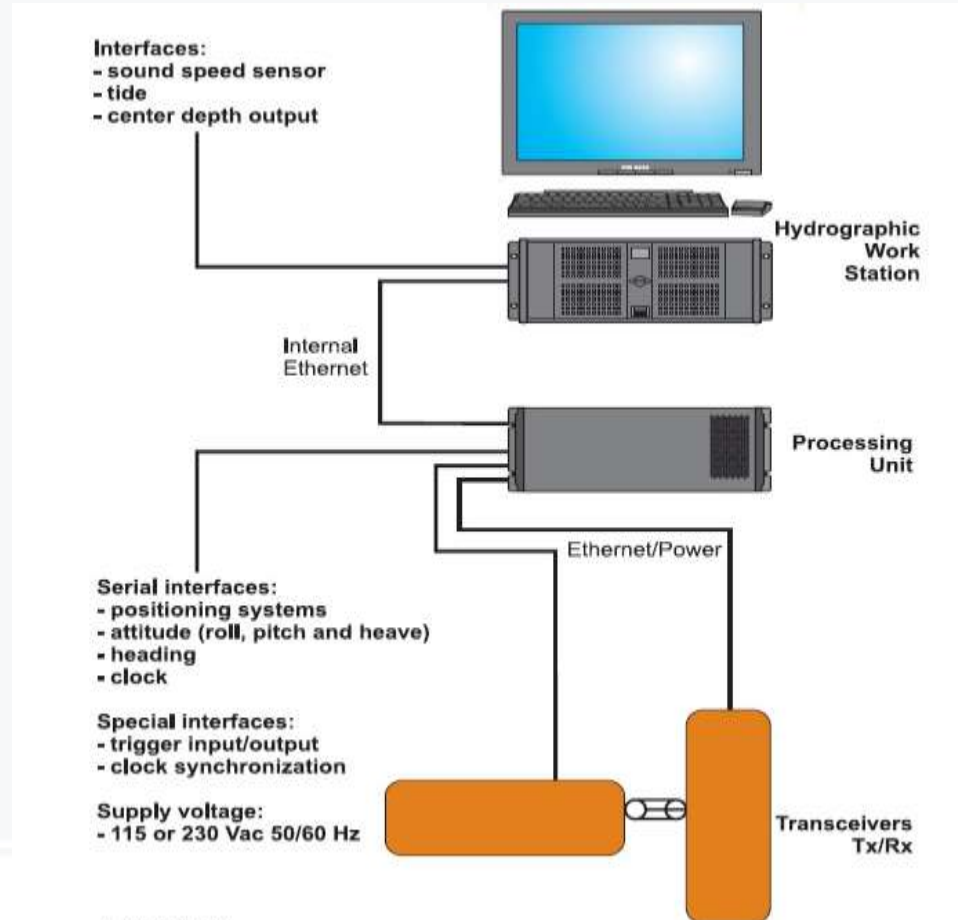 Interfaces:
- sound speed sensor
- tide
- center depth output
Hydrographic
Work
Station
Internal
Ethernet
Processing
Unit
Ethernet/Power
Serial interfaces:
- positioning systems
- attitude (roll, pitch and heave)
- heading
- clock
Special interfaces:
- trigger input/output
- clock synchronization
Supply voltage:
- 115 or 230 Vac 50/60 Hz
Transceivers
Tx/Rx